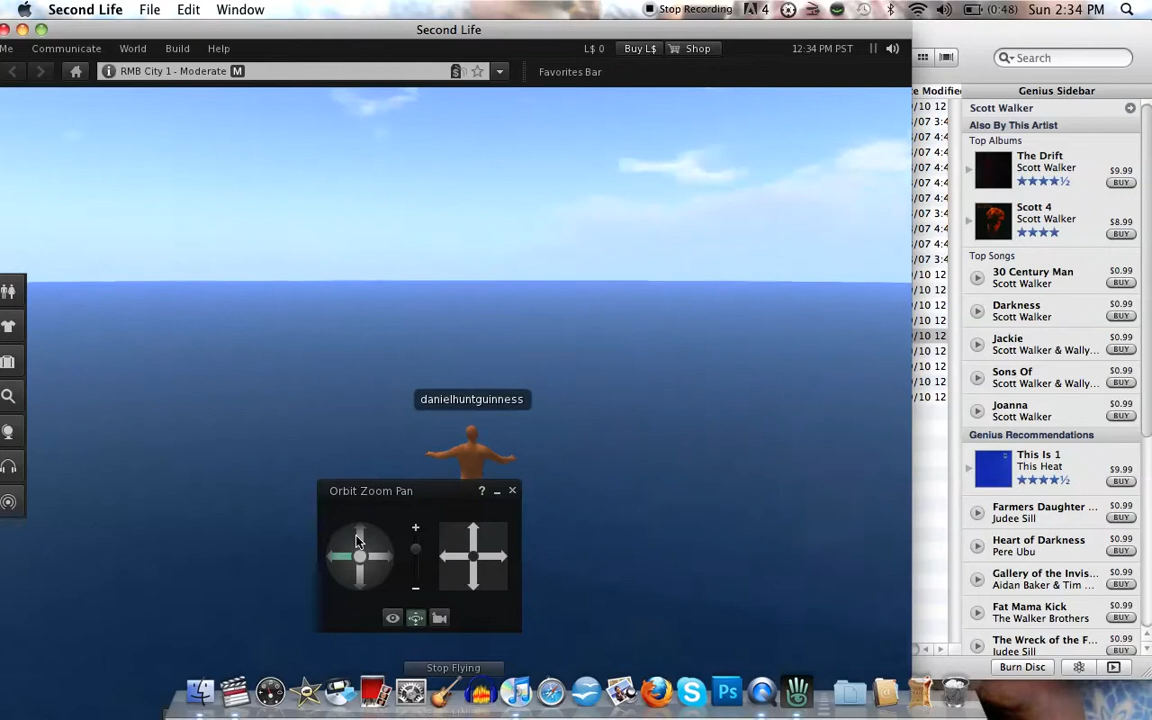 Second Life File Edit Window
Stop Recording 4 (0:48) Sun 2:34 PM
Second Life
Me Communicate World Build Help L$ 0 Buy L$ Shop 12:34 PM PST
RMB City 1 - Moderate M Favorites Bar
Search
Modified
Genius Sidebar
Scott Walker
Also By This Artist
Top Albums
The Drift
Scott Walker
$9.99
BUY
Scott 4
Scott Walker
$8.99
BUY
Top Songs
30 Century Man
Scott Walker
$0.99
BUY
Darkness
Scott Walker
$0.99
BUY
Jackie
Scott Walker & Wally...
$0.99
BUY
Sons Of
Scott Walker & Wally...
$0.99
BUY
Joanna
Scott Walker
$0.99
BUY
Genius Recommendations
This Is 1
This Heat
$9.99
BUY
Farmers Daughter ...
Judee Sill
$0.99
BUY
Heart of Darkness
Pere Ubu
$0.99
BUY
Gallery of the Invis...
Aidan Baker & Tim ...
$0.99
BUY
Fat Mama Kick
The Walker Brothers
$0.99
BUY
The Wreck of the F...
Judee Sill
$0.99
BUY
Burn Disc
danielhuntguinness
Orbit Zoom Pan ?
+
−
Stop Flying
Ps